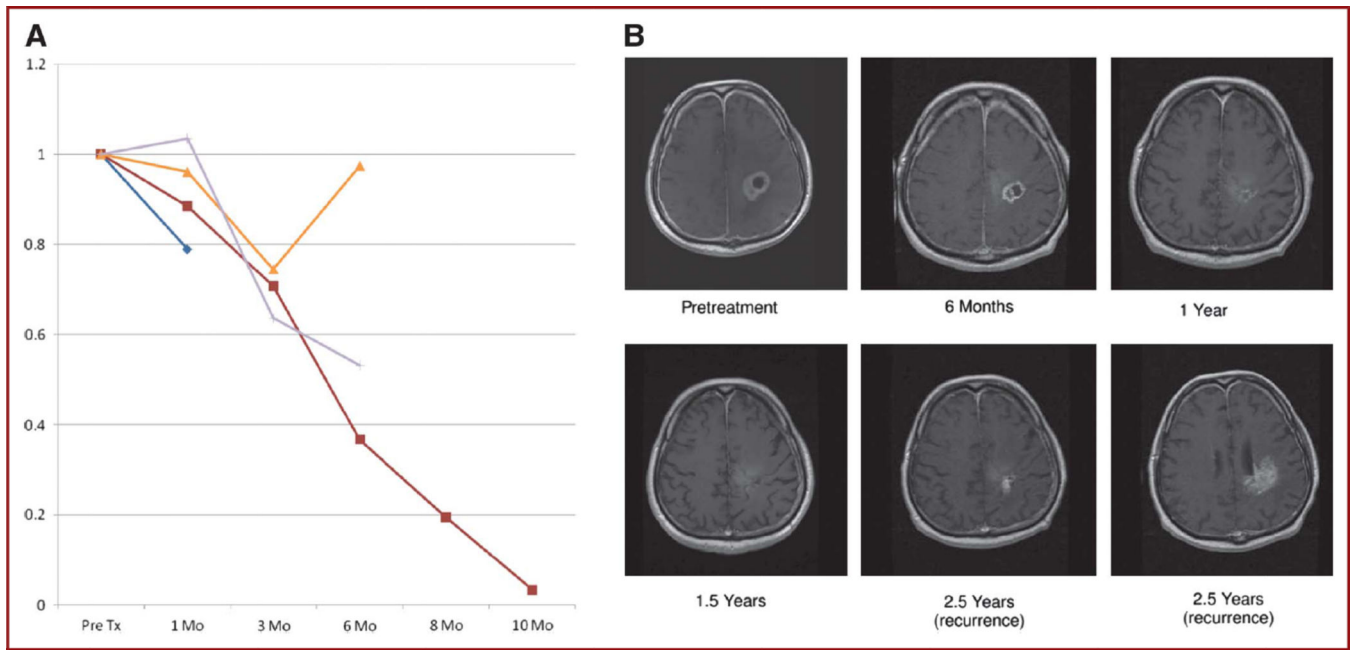 A
1.2
1
0.8
0.6
0.4
0.2
0
Pre Tx 1 Mo 3 Mo 6 Mo 8 Mo 10 Mo
B
Pretreatment
6 Months
1 Year
1.5 Years
2.5 Years
(recurrence)
2.5 Years
(recurrence)